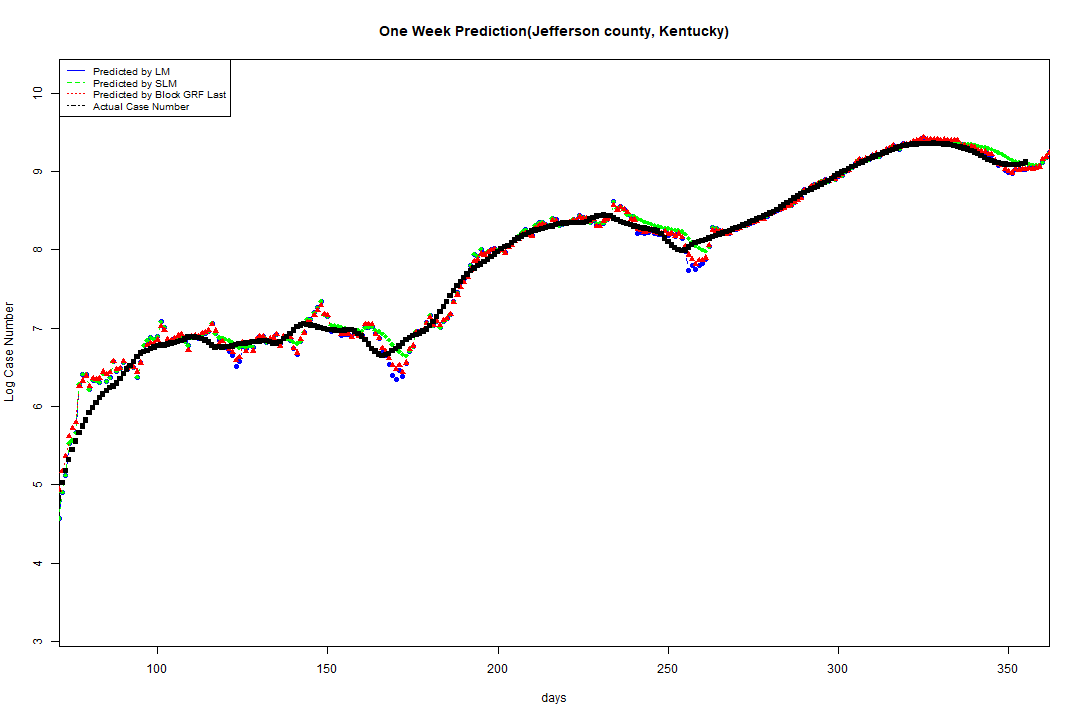 One Week Prediction(Jefferson county, Kentucky)
Predicted by LM
Predicted by SLM
Predicted by Block GRF Last
Actual Case Number
10
9
8
7
6
5
4
3
Log Case Number
100 150 200 250 300 350
days